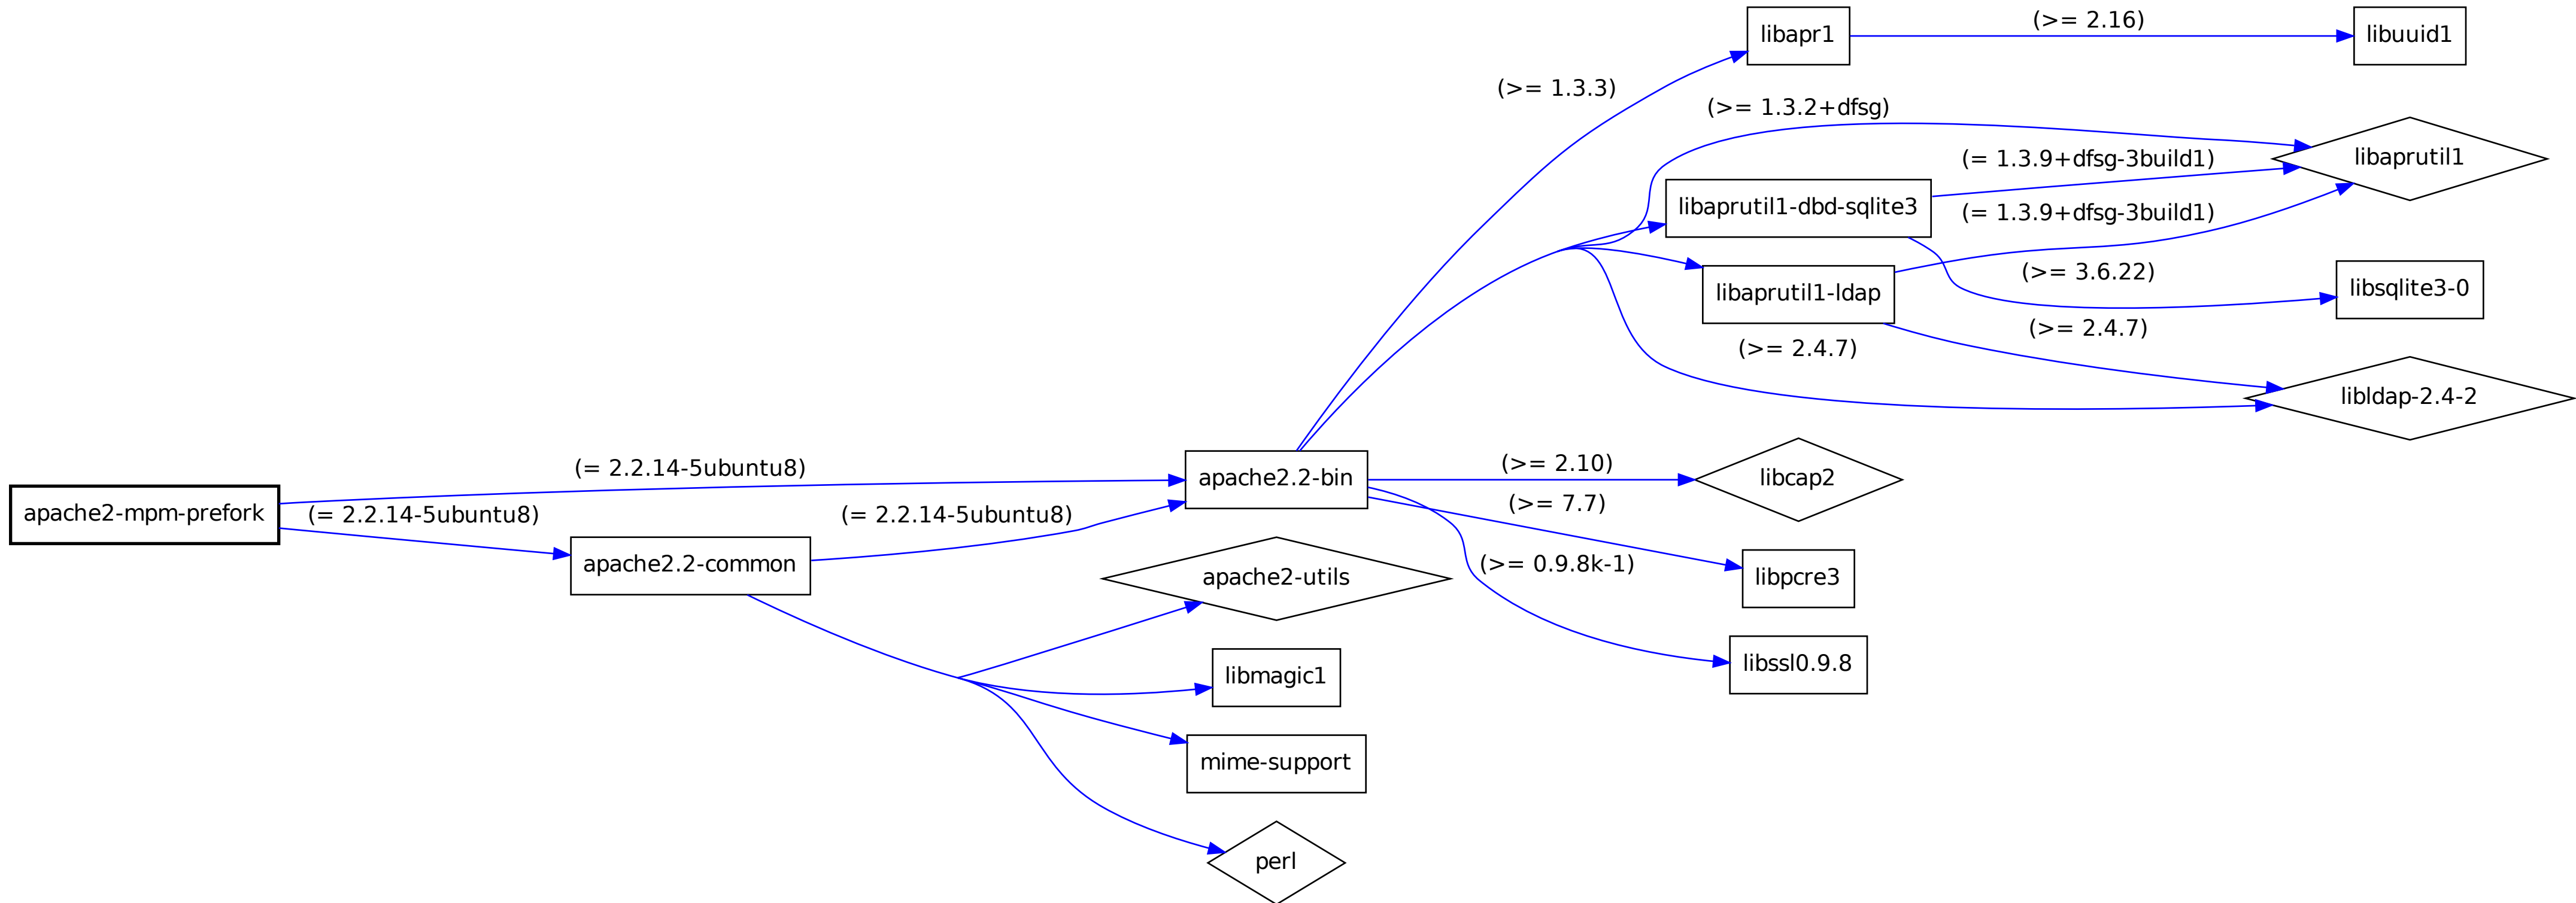 libapr1
(>= 2.16)
libuuid1
(>= 1.3.3)
(>= 1.3.2+dfsg)
(= 1.3.9+dfsg-3build1)
libaprutil1
libaprutil1-dbd-sqlite3
(= 1.3.9+dfsg-3build1)
(>= 3.6.22)
libaprutil1-ldap
libsqlite3-0
(>= 2.4.7)
(>= 2.4.7)
libldap-2.4-2
(= 2.2.14-5ubuntu8)
apache2.2-bin
(>= 2.10)
libcap2
apache2-mpm-prefork
(= 2.2.14-5ubuntu8)
(= 2.2.14-5ubuntu8)
(>= 7.7)
apache2.2-common
(>= 0.9.8k-1)
apache2-utils
libpcre3
libmagic1
libssl0.9.8
mime-support
perl